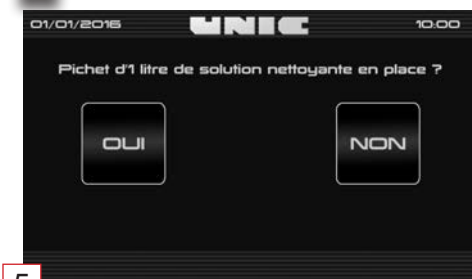 01/01/2016 UNIC 10:00
Pichet d'1 litre de solution nettoyante en place ?
OUI NON
5